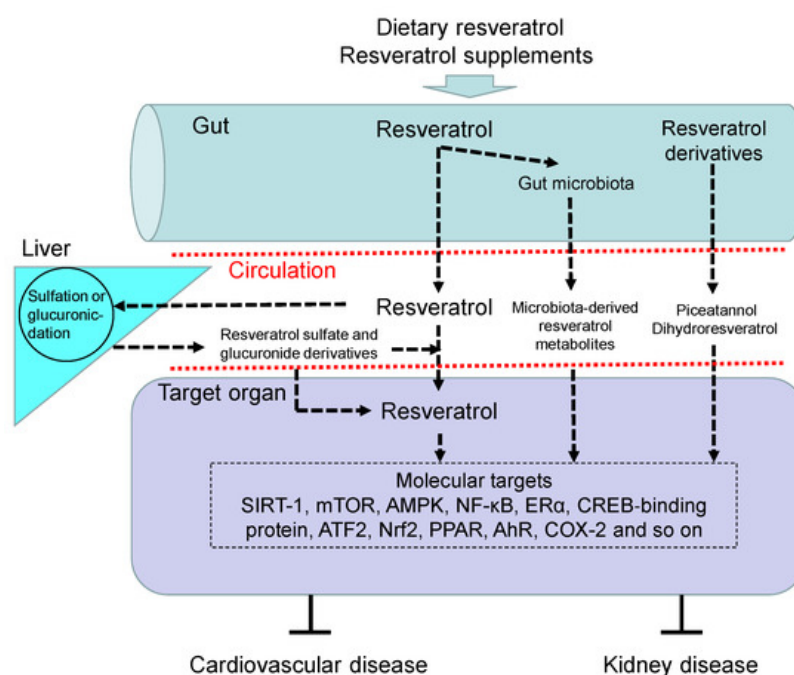 Dietary resveratrol
Resveratrol supplements
Gut
Resveratrol
Resveratrol
derivatives
Gut microbiota
Liver
Circulation
Sulfation or
glucuronic-
dation
Resveratrol
Microbiota-derived
resveratrol
metabolites
Piceatannol
Dihydroresveratrol
Resveratrol sulfate and
glucuronide derivatives
Target organ
Resveratrol
Molecular targets
SIRT-1, mTOR, AMPK, NF-κB, ERα, CREB-binding
protein, ATF2, Nrf2, PPAR, AhR, COX-2 and so on
Cardiovascular disease
Kidney disease